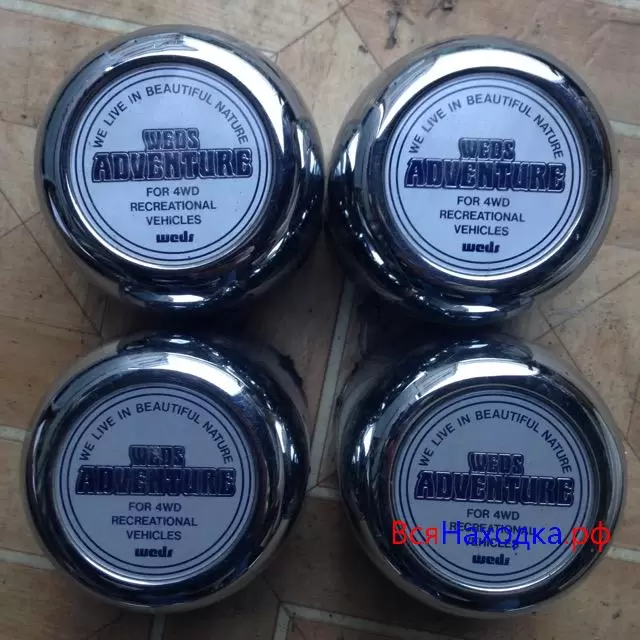 WE LIVE IN BEAUTIFUL NATURE
WEDS
ADVENTURE
FOR 4WD
RECREATIONAL
VEHICLES
weds
WE LIVE IN BEAUTIFUL NATURE
WEDS
ADVENTURE
FOR 4WD
RECREATIONAL
VEHICLES
weds
WE LIVE IN BEAUTIFUL NATURE
WEDS
ADVENTURE
FOR 4WD
RECREATIONAL
VEHICLES
weds
WE LIVE IN BEAUTIFUL NATURE
WEDS
ADVENTURE
FOR 4WD
RECREATIONAL
VEHICLES
weds
ВсяНаходка.рф